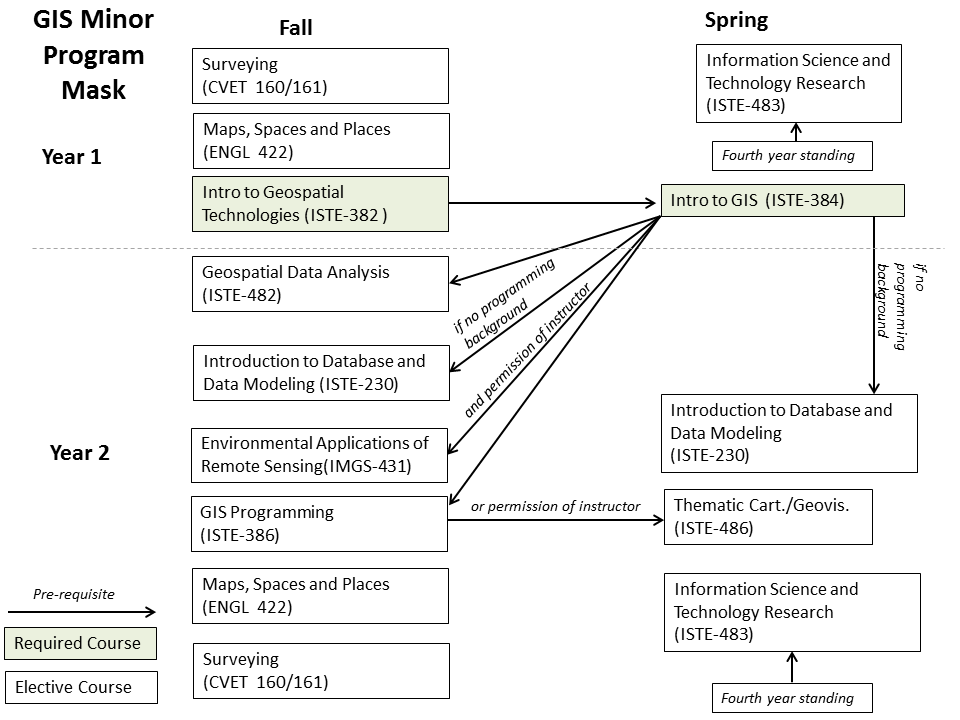 GIS Minor
Program
Mask
Fall
Spring
Surveying
(CVET 160/161)
Information Science and
Technology Research
(ISTE-483)
Maps, Spaces and Places
(ENGL 422)
Year 1
Fourth year standing
Intro to Geospatial
Technologies (ISTE-382 )
Intro to GIS (ISTE-384)
Geospatial Data Analysis
(ISTE-482)
if no programming
background
if no
programming
background
Introduction to Database and
Data Modeling (ISTE-230)
and permission of instructor
Introduction to Database and
Data Modeling
(ISTE-230)
Year 2
Environmental Applications of
Remote Sensing(IMGS-431)
GIS Programming
(ISTE-386)
or permission of instructor
Thematic Cart./Geovis.
(ISTE-486)
Maps, Spaces and Places
(ENGL 422)
Information Science and
Technology Research
(ISTE-483)
Pre-requisite
Required Course
Elective Course
Surveying
(CVET 160/161)
Fourth year standing